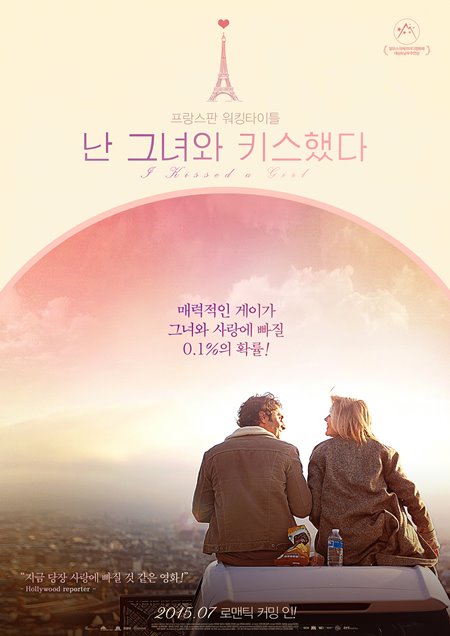 프랑스판 워킹타이틀
난 그녀와 키스했다
I Kissed a Girl
매력적인 게이가
그녀와 사랑에 빠질
0.1%의 확률!
“지금 당장 사랑에 빠질 것 같은 영화!”
- Hollywood reporter -
2015.07 로맨틱 커밍 인!